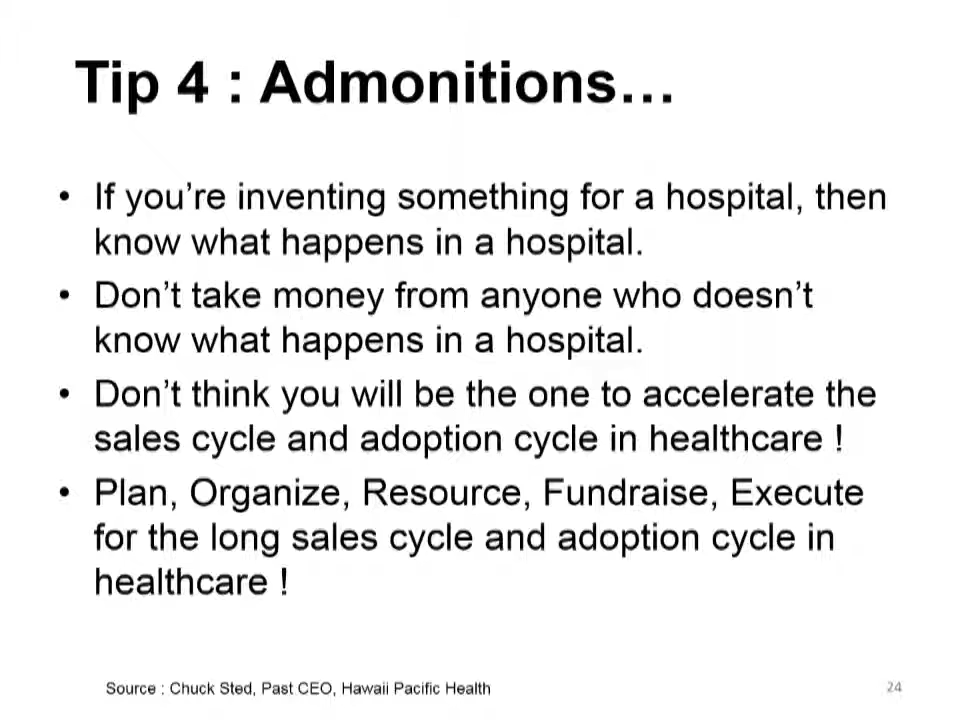 Tip 4 : Admonitions…
• If you’re inventing something for a hospital, then
know what happens in a hospital.
• Don’t take money from anyone who doesn’t
know what happens in a hospital.
• Don’t think you will be the one to accelerate the
sales cycle and adoption cycle in healthcare !
• Plan, Organize, Resource, Fundraise, Execute
for the long sales cycle and adoption cycle in
healthcare !
Source : Chuck Sted, Past CEO, Hawaii Pacific Health
24